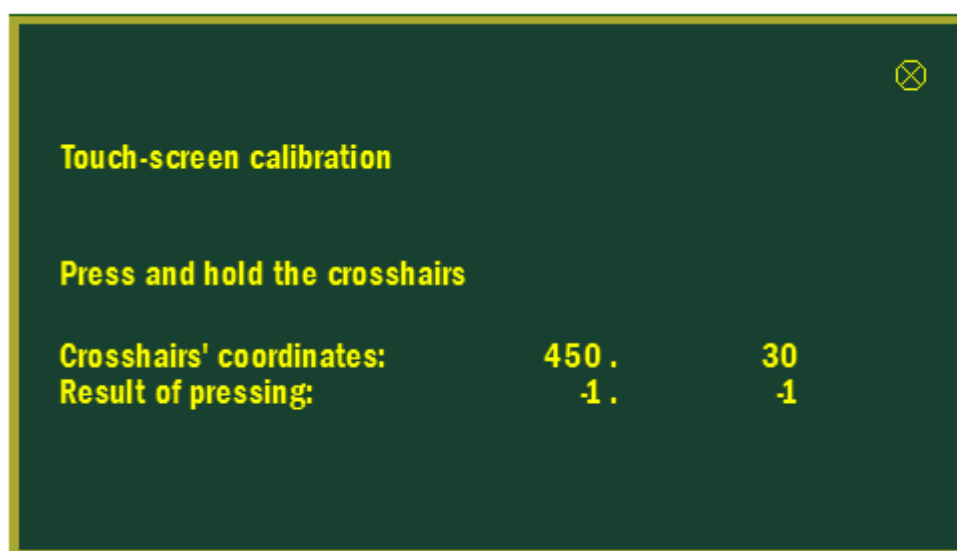 Touch-screen calibration
Press and hold the crosshairs
Crosshairs' coordinates: 450. 30
Result of pressing: -1. -1